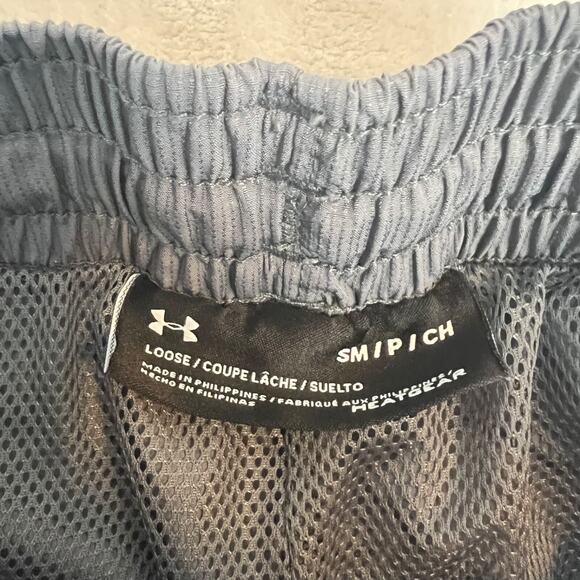 SM/P/CH
LOOSE/COUPE LÂCHE/SUELTO
MADE IN PHILIPPINES/FABRIQUÉ AUX PHILIPPINES/
HECHO EN FILIPINAS
HEATGEAR